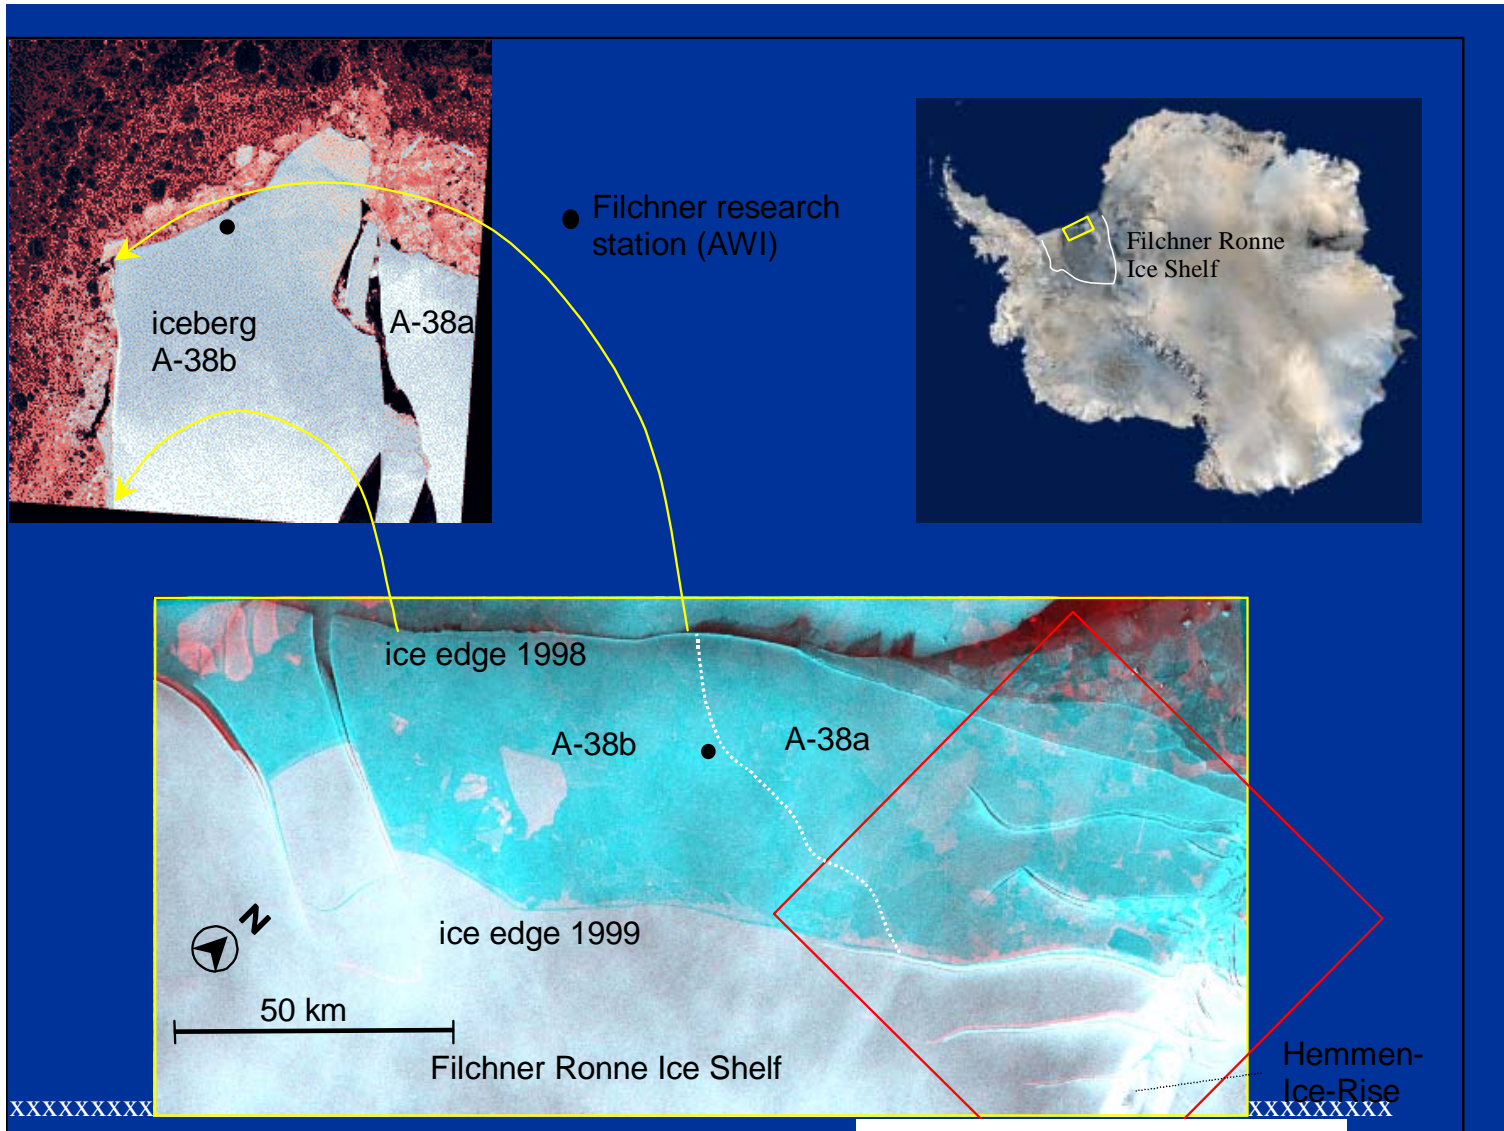 Filchner research
station (AWI)
Filchner Ronne
Ice Shelf
iceberg
A-38b
A-38a
ice edge 1998
A-38b
A-38a
N
ice edge 1999
50 km
Filchner Ronne Ice Shelf
Hemmen-
Ice-Rise
xxxxxxxxx
xxxxxxxxx